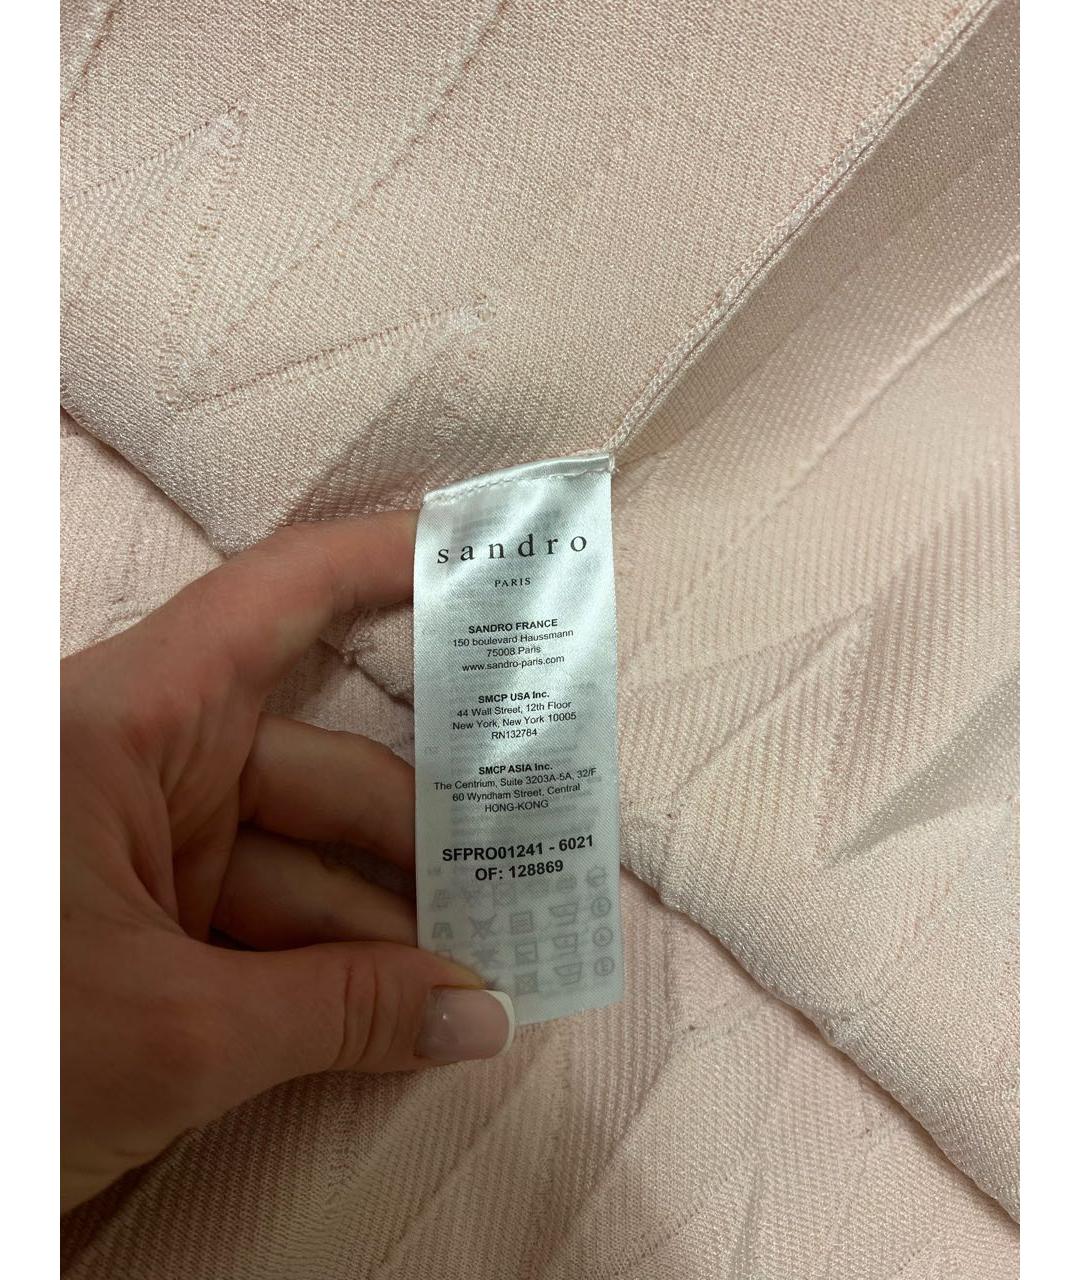 sandro
PARIS
SANDRO FRANCE
150 boulevard Haussmann
75008 Paris
www.sandro-paris.com
SMCP USA Inc.
44 Wall Street, 12th Floor
New York, New York 10005
RN132784
SMCP ASIA Inc.
The Centrium, Suite 3203A-5A, 32/F
60 Wyndham Street, Central
HONG-KONG
SFPRO01241 - 6021
OF: 128869